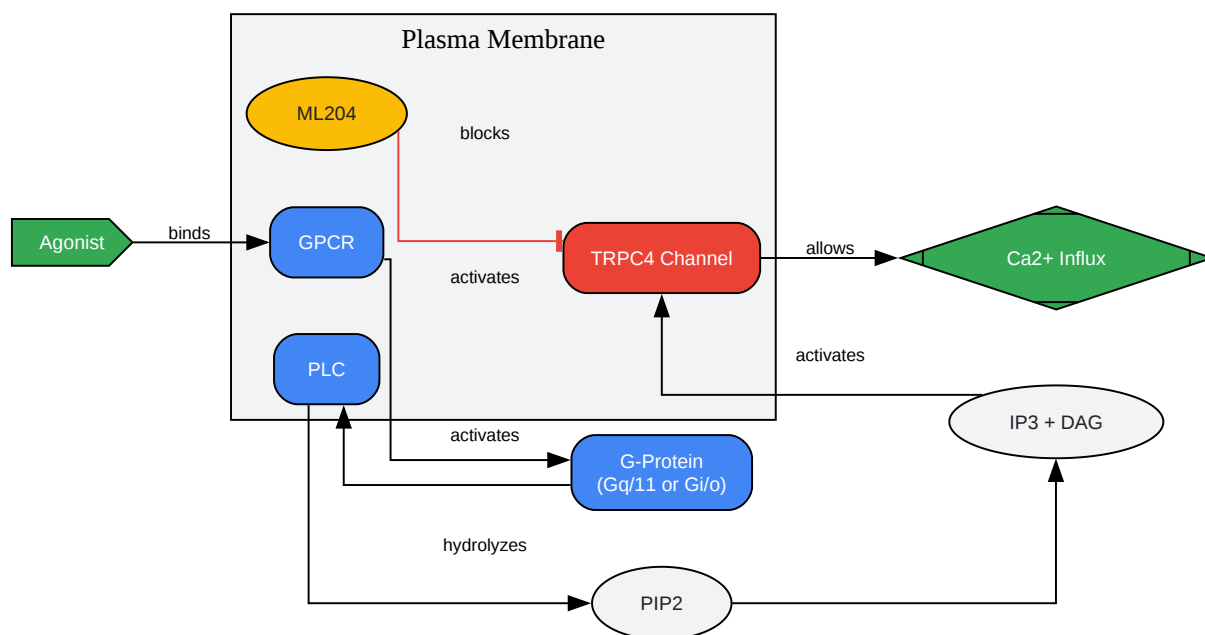 Plasma Membrane
ML204
blocks
Agonist
binds
GPCR
TRPC4 Channel
allows
Ca2+ Influx
activates
PLC
activates
IP3 + DAG
activates
G-Protein
(Gq/11 or Gi/o)
hydrolyzes
PIP2